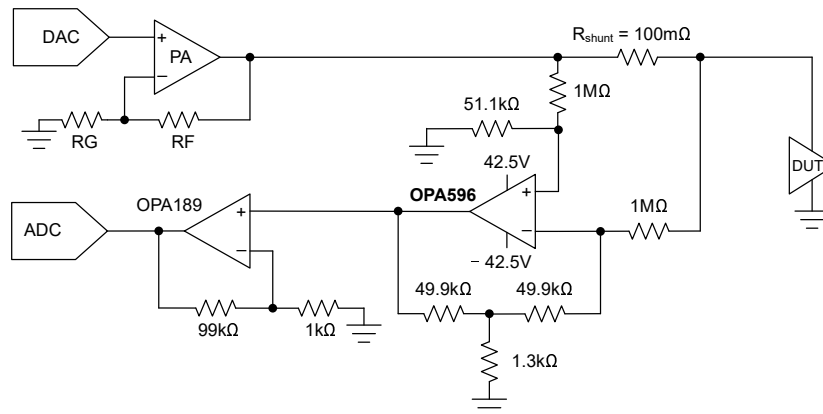 DAC
+
PA
−
RG
RF
R_shunt = 100mΩ
1MΩ
51.1kΩ
42.5V
OPA596
+
−
− 42.5V
1MΩ
DUT
ADC
OPA189
+
−
99kΩ
1kΩ
49.9kΩ
49.9kΩ
1.3kΩ